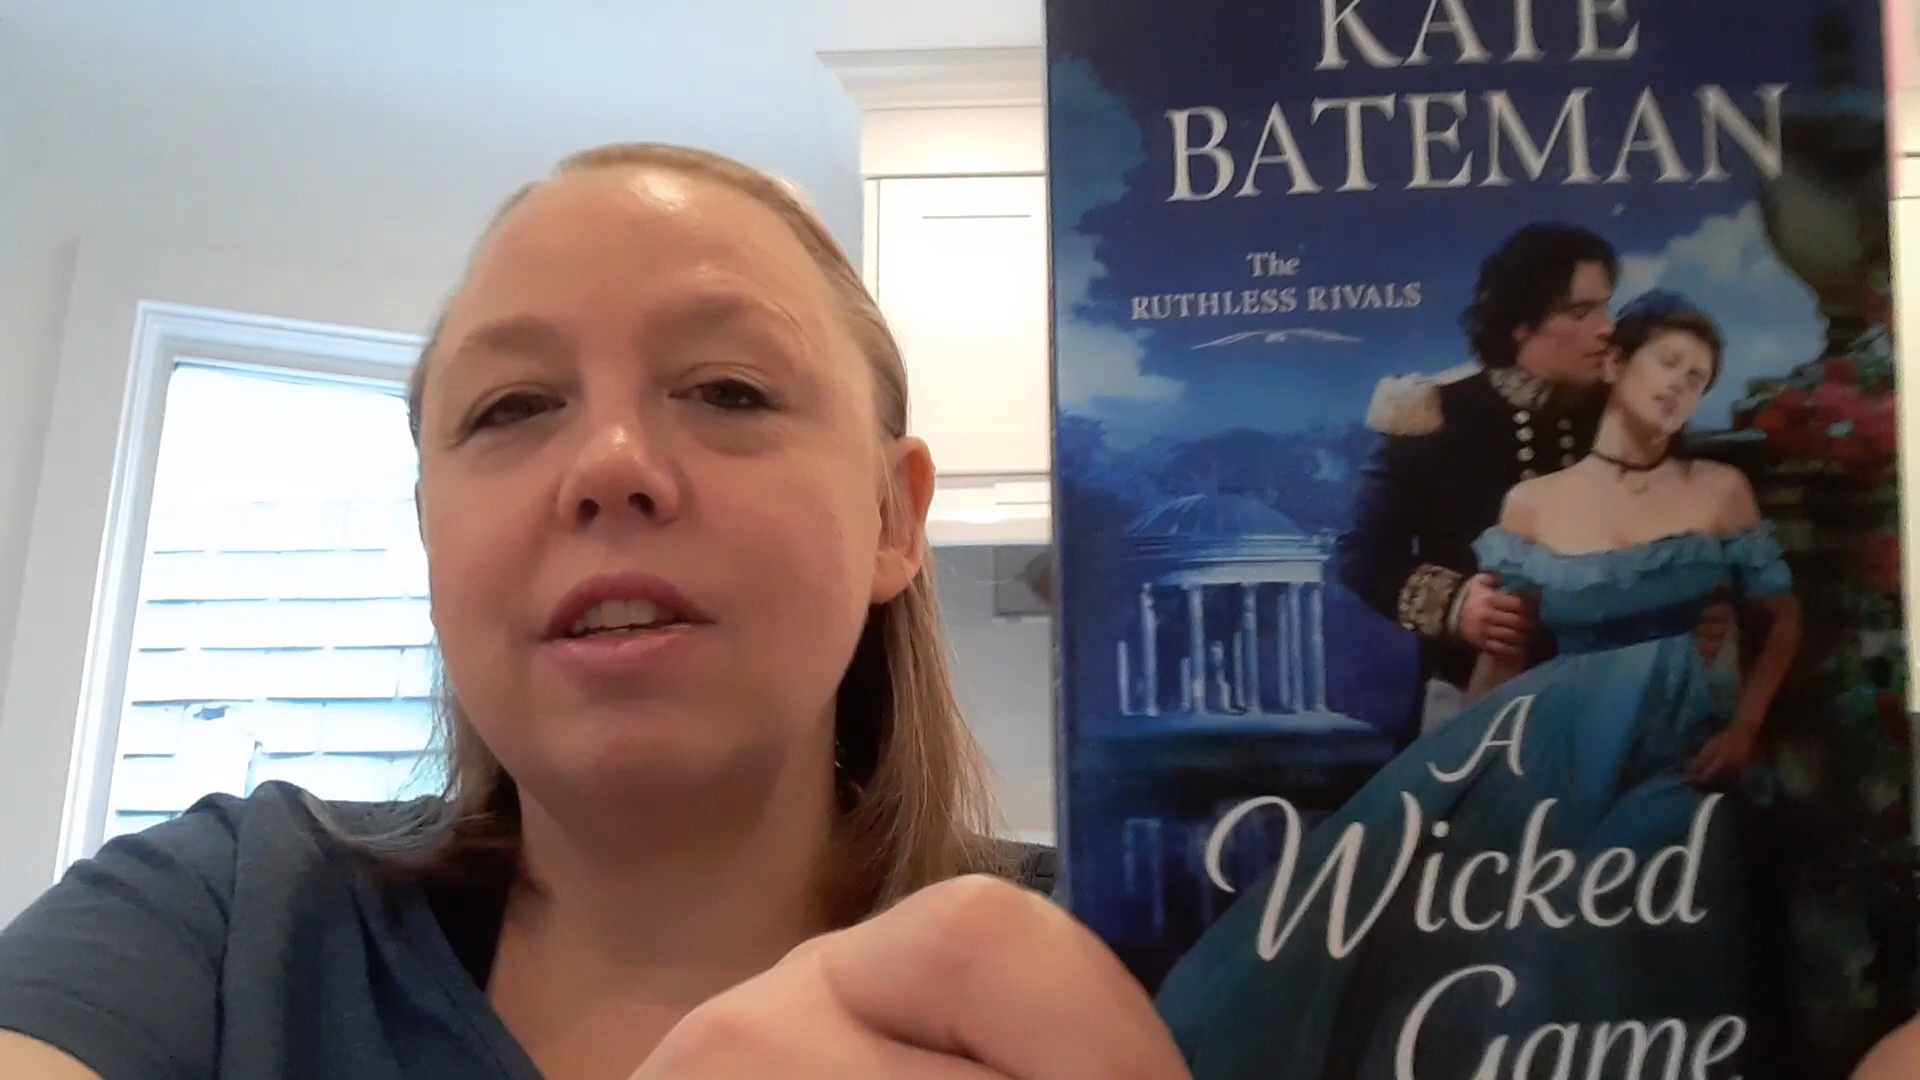 KATE
BATEMAN
The
RUTHLESS RIVALS
A
Wicked
Game